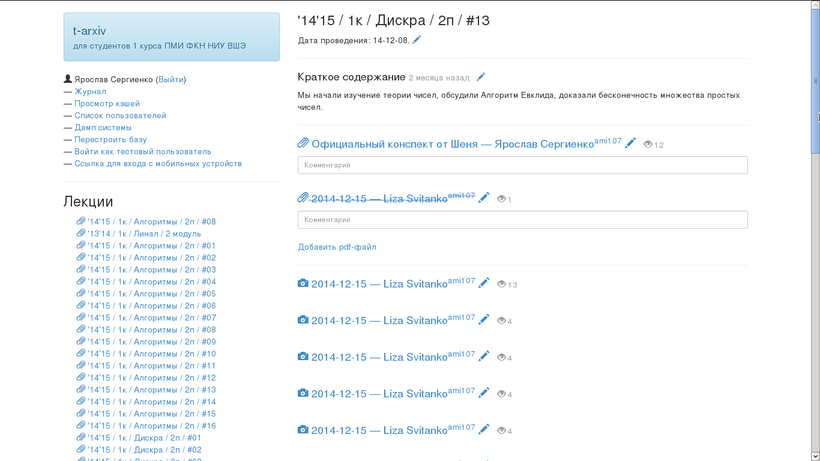 t-arxiv
для студентов 1 курса ПМИ ФКН НИУ ВШЭ
Ярослав Сергиенко (Выйти)
— Журнал
— Просмотр кэшей
— Список пользователей
— Дамп системы
— Перестроить базу
— Войти как тестовый пользователь
— Ссылка для входа с мобильных устройств
Лекции
'14'15 / 1к / Алгоритмы / 2п / #08
'13'14 / 1к / Линал / 2 модуль
'14'15 / 1к / Алгоритмы / 2п / #01
'14'15 / 1к / Алгоритмы / 2п / #02
'14'15 / 1к / Алгоритмы / 2п / #03
'14'15 / 1к / Алгоритмы / 2п / #04
'14'15 / 1к / Алгоритмы / 2п / #05
'14'15 / 1к / Алгоритмы / 2п / #06
'14'15 / 1к / Алгоритмы / 2п / #07
'14'15 / 1к / Алгоритмы / 2п / #08
'14'15 / 1к / Алгоритмы / 2п / #09
'14'15 / 1к / Алгоритмы / 2п / #10
'14'15 / 1к / Алгоритмы / 2п / #11
'14'15 / 1к / Алгоритмы / 2п / #12
'14'15 / 1к / Алгоритмы / 2п / #13
'14'15 / 1к / Алгоритмы / 2п / #14
'14'15 / 1к / Алгоритмы / 2п / #15
'14'15 / 1к / Алгоритмы / 2п / #16
'14'15 / 1к / Дискра / 2п / #01
'14'15 / 1к / Дискра / 2п / #02
'14'15 / 1к / Дискра / 2п / #13
Дата проведения: 14-12-08.
Краткое содержание 2 месяца назад
Мы начали изучение теории чисел, обсудили Алгоритм Евклида, доказали бесконечность множества простых
чисел.
Официальный конспект от Шеня — Ярослав Сергиенко ami107 12
Комментарий
2014-12-15 — Liza Svitanko ami107 1
Комментарий
Добавить pdf-файл
2014-12-15 — Liza Svitanko ami107 13
2014-12-15 — Liza Svitanko ami107 4
2014-12-15 — Liza Svitanko ami107 4
2014-12-15 — Liza Svitanko ami107 4
2014-12-15 — Liza Svitanko ami107 4